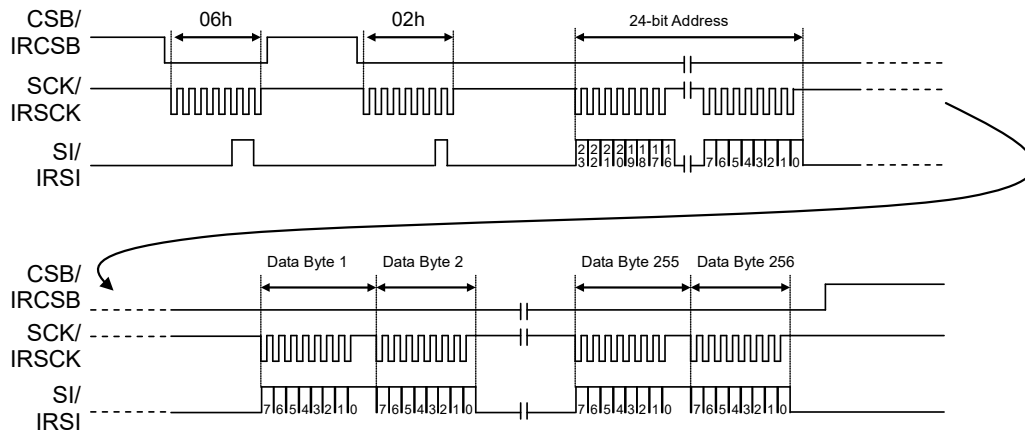 CSB/
IRCSB
06h
02h
24-bit Address
SCK/
IRSCK
SI/
IRSI
2 2 2 2 1 1 1 1
3 2 1 0 9 8 7 6
7 6 5 4 3 2 1 0
CSB/
IRCSB
Data Byte 1
Data Byte 2
Data Byte 255
Data Byte 256
SCK/
IRSCK
SI/
IRSI
7 6 5 4 3 2 1 0
7 6 5 4 3 2 1 0
7 6 5 4 3 2 1 0
7 6 5 4 3 2 1 0